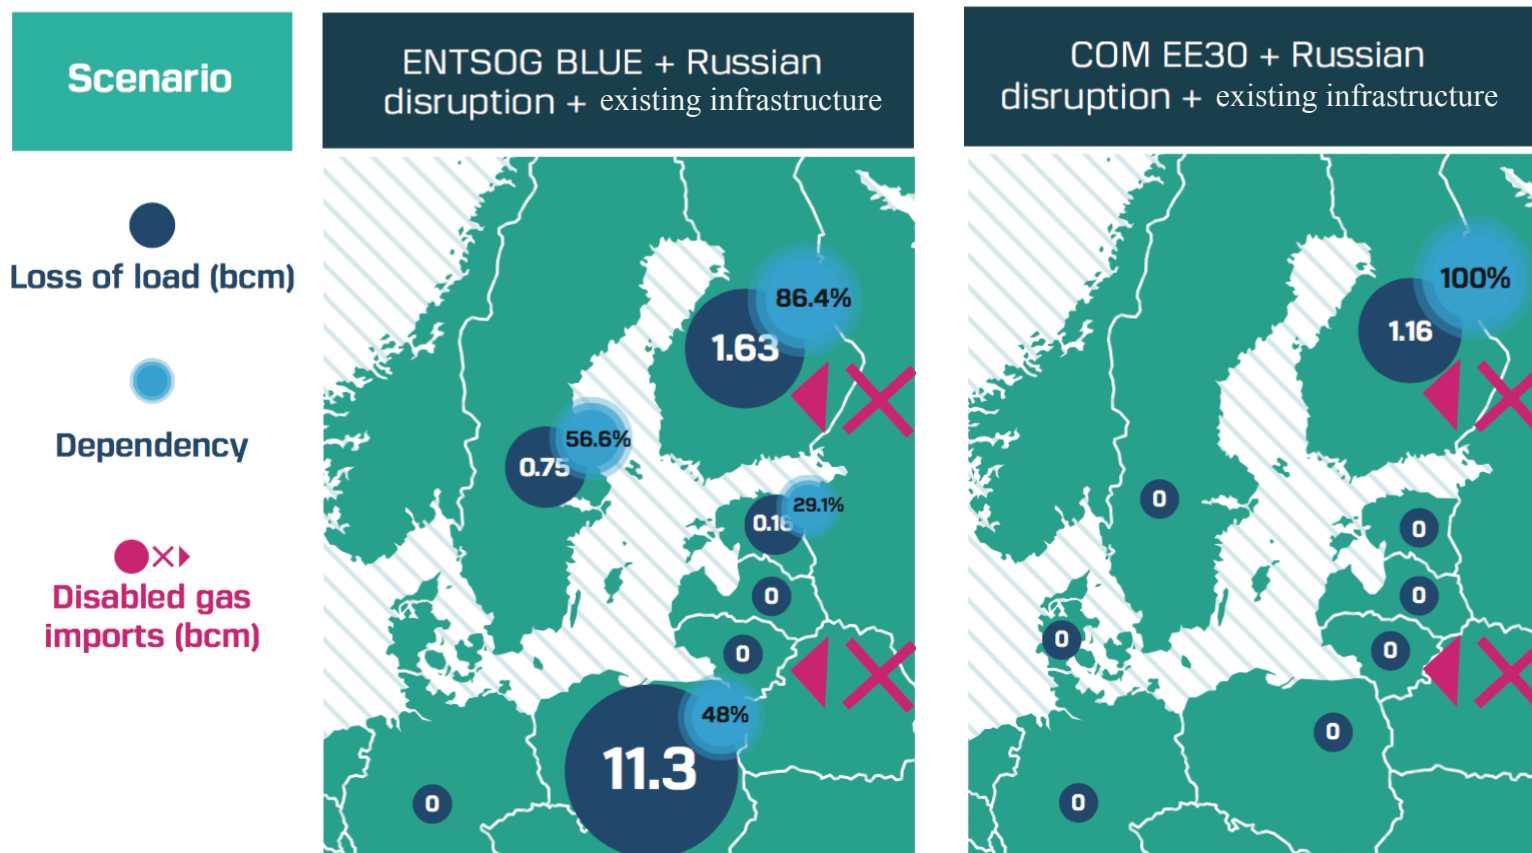 Scenario
ENTSOG BLUE + Russian
disruption + existing infrastructure
COM EE30 + Russian
disruption + existing infrastructure
Loss of load (bcm)
Dependency
Disabled gas
imports (bcm)
86.4%
1.63
56.6%
0.75
29.1%
0
0
48%
11.3
0
100%
1.16
0
0
0
0
0
0
0